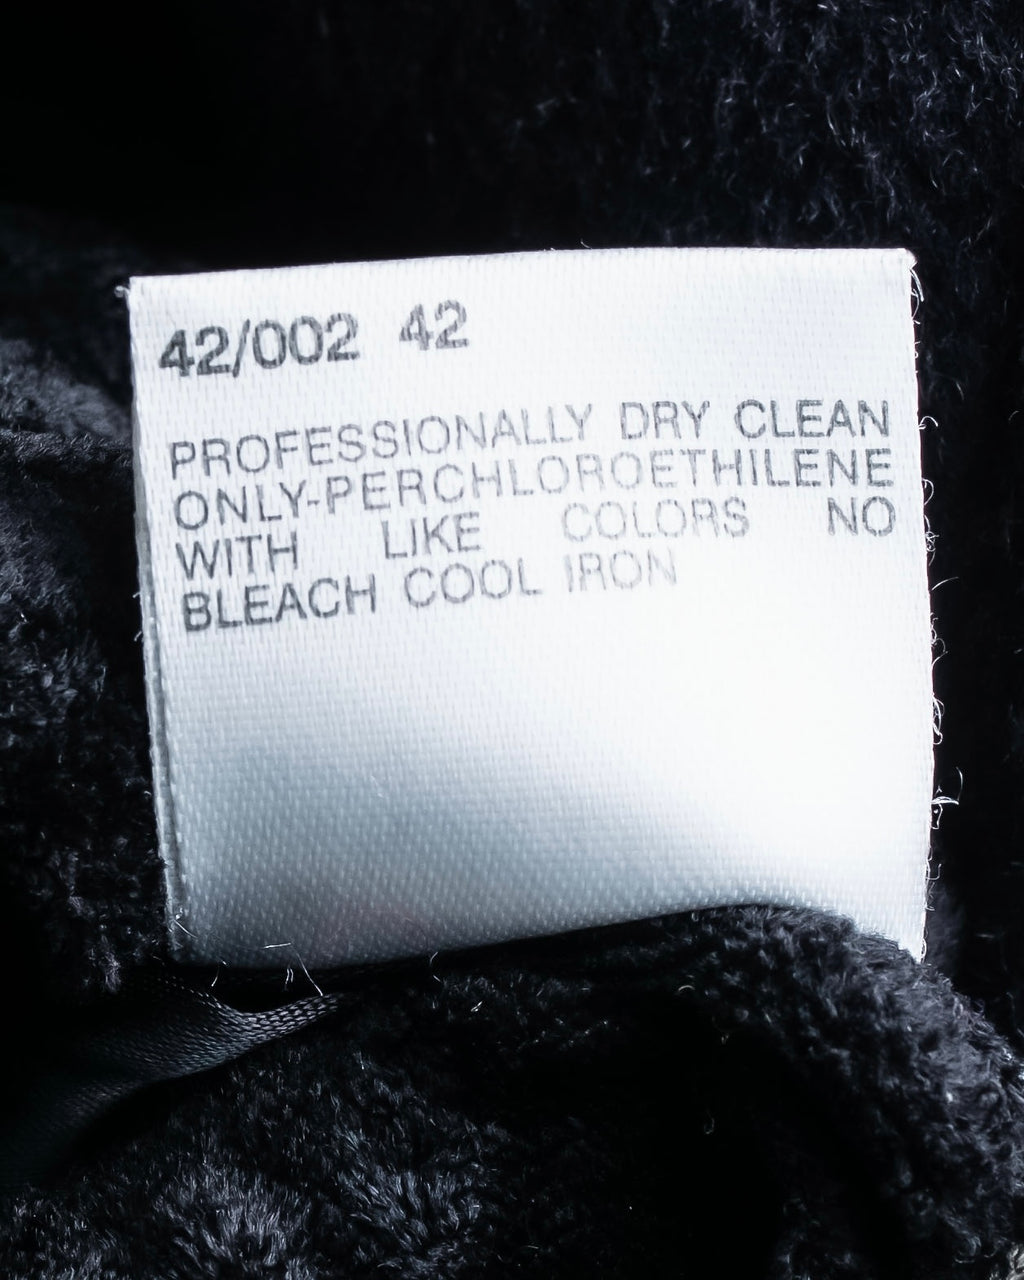 42/002 42
PROFESSIONALLY DRY CLEAN
ONLY-PERCHLOROETHILENE
WITH LIKE COLORS NO
BLEACH COOL IRON